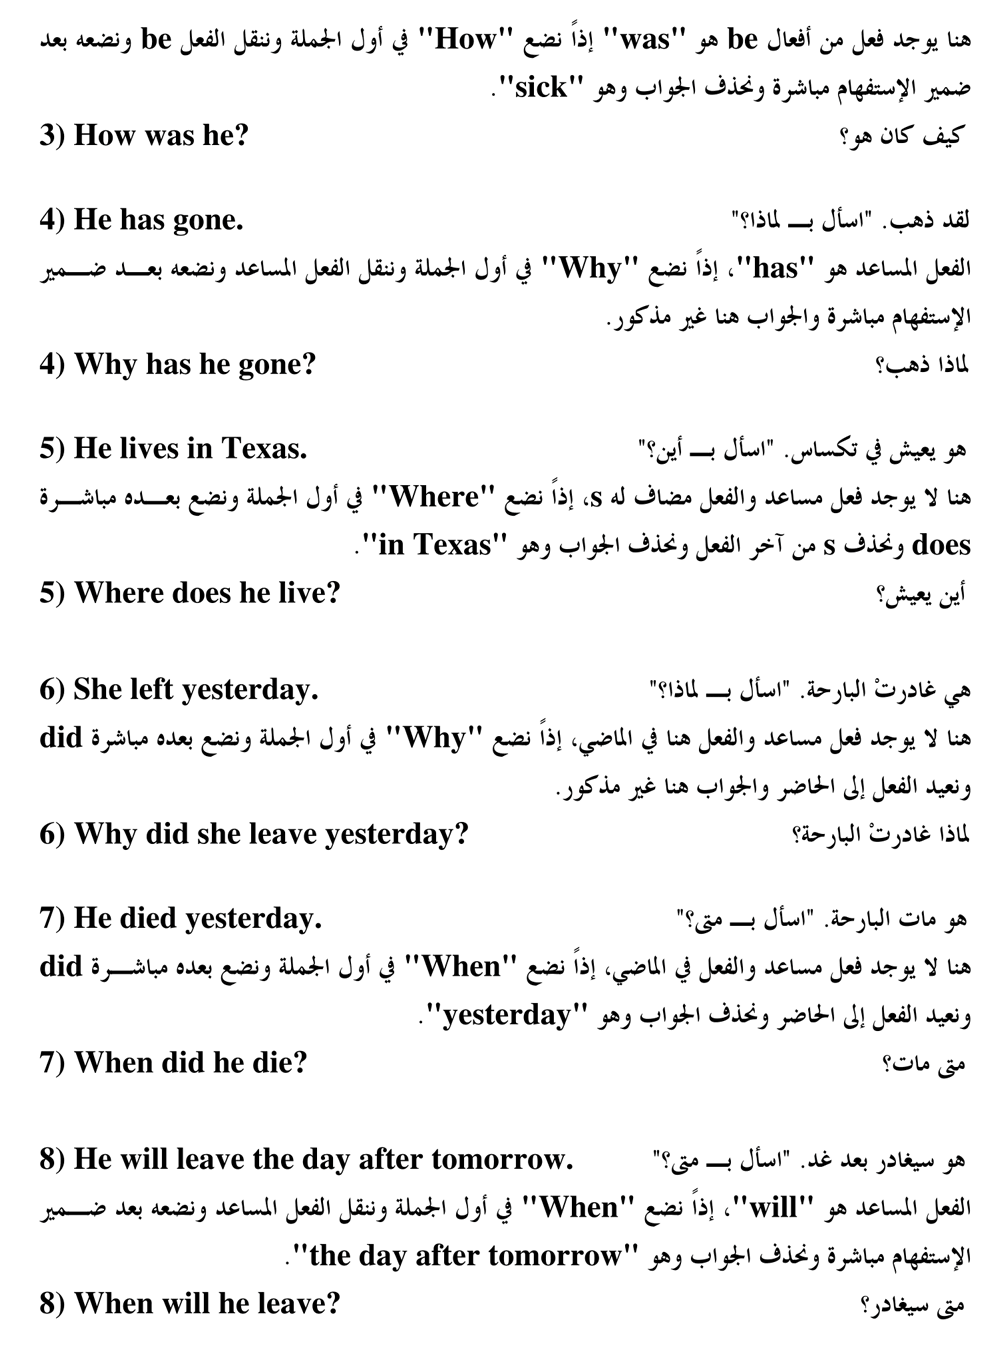 هنا يوجد فعل من أفعال be هو "was" إذاً نضع "How" في أول الجملة وننقل الفعل be ونضعه بعد
ضمير الإستفهام مباشرة ونحذف الجواب وهو "sick".
3) How was he? كيف كان هو؟
4) He has gone. لقد ذهب. "اسأل بـــ لماذا؟"
الفعل المساعد هو "has"، إذاً نضع "Why" في أول الجملة وننقل الفعل المساعد ونضعه بعـــد ضـــمير
الإستفهام مباشرة والجواب هنا غير مذكور.
4) Why has he gone? لماذا ذهب؟
5) He lives in Texas. هو يعيش في تكساس. "اسأل بـــ أين؟"
هنا لا يوجد فعل مساعد والفعل مضاف له s، إذاً نضع "Where" في أول الجملة ونضع بعـــده مباشـــرة
does ونحذف s من آخر الفعل ونحذف الجواب وهو "in Texas".
5) Where does he live? أين يعيش؟
6) She left yesterday. هي غادرتْ البارحة. "اسأل بـــ لماذا؟"
هنا لا يوجد فعل مساعد والفعل هنا في الماضي، إذاً نضع "Why" في أول الجملة ونضع بعده مباشرة did
ونعيد الفعل إلى الحاضر والجواب هنا غير مذكور.
6) Why did she leave yesterday? لماذا غادرتْ البارحة؟
7) He died yesterday. هو مات البارحة. "اسأل بـــ متى؟"
هنا لا يوجد فعل مساعد والفعل في الماضي، إذاً نضع "When" في أول الجملة ونضع بعده مباشـــرة did
ونعيد الفعل إلى الحاضر ونحذف الجواب وهو "yesterday".
7) When did he die? متى مات؟
8) He will leave the day after tomorrow. هو سيغادر بعد غد. "اسأل بـــ متى؟"
الفعل المساعد هو "will"، إذاً نضع "When" في أول الجملة وننقل الفعل المساعد ونضعه بعد ضـــمير
الإستفهام مباشرة ونحذف الجواب وهو "the day after tomorrow".
8) When will he leave? متى سيغادر؟